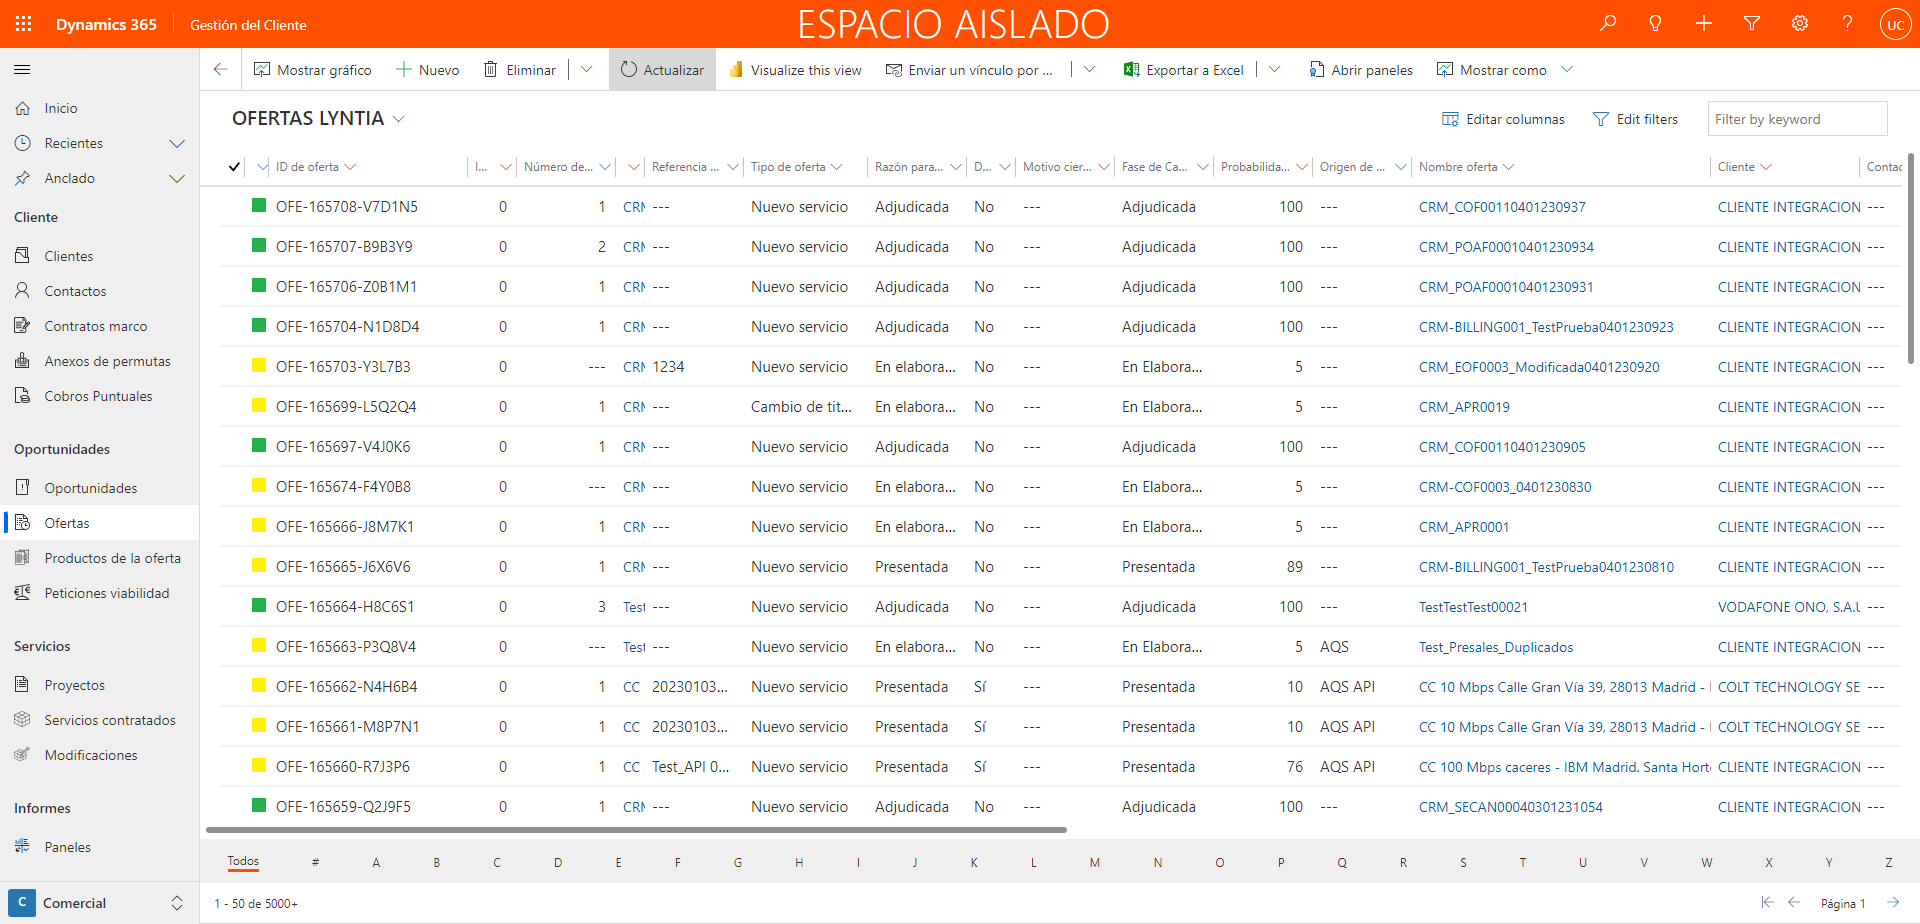 Dynamics 365 Gestión del Cliente ESPACIO AISLADO UC
Mostrar gráfico Nuevo Eliminar Actualizar Visualize this view Enviar un vínculo por ... Exportar a Excel Abrir paneles Mostrar como
Inicio
Recientes
Anclado
Cliente
Clientes
Contactos
Contratos marco
Anexos de permutas
Cobros Puntuales
Oportunidades
Oportunidades
Ofertas
Productos de la oferta
Peticiones viabilidad
Servicios
Proyectos
Servicios contratados
Modificaciones
Informes
Paneles
C Comercial
OFERTAS LYNTIA Editar columnas Edit filters Filter by keyword
ID de oferta I... Número de... Referencia ... Tipo de oferta Razón para... D... Motivo cier... Fase de Ca... Probabilida... Origen de ... Nombre oferta Cliente Contac
OFE-165708-V7D1N5 0 1 CRM --- Nuevo servicio Adjudicada No --- Adjudicada 100 --- CRM_COF00110401230937 CLIENTE INTEGRACION ---
OFE-165707-B9B3Y9 0 2 CRM --- Nuevo servicio Adjudicada No --- Adjudicada 100 --- CRM_POAF00010401230934 CLIENTE INTEGRACION ---
OFE-165706-Z0B1M1 0 1 CRM --- Nuevo servicio Adjudicada No --- Adjudicada 100 --- CRM_POAF00010401230931 CLIENTE INTEGRACION ---
OFE-165704-N1D8D4 0 1 CRM --- Nuevo servicio Adjudicada No --- Adjudicada 100 --- CRM-BILLING001_TestPrueba0401230923 CLIENTE INTEGRACION ---
OFE-165703-Y3L7B3 0 --- CRM 1234 Nuevo servicio En elabora... No --- En Elabora... 5 --- CRM_EOF0003_Modificada0401230920 CLIENTE INTEGRACION ---
OFE-165699-L5Q2Q4 0 1 CRM --- Cambio de tit... En elabora... No --- En Elabora... 5 --- CRM_APR0019 CLIENTE INTEGRACION ---
OFE-165697-V4J0K6 0 1 CRM --- Nuevo servicio Adjudicada No --- Adjudicada 100 --- CRM_COF00110401230905 CLIENTE INTEGRACION ---
OFE-165674-F4Y0B8 0 --- CRM --- Nuevo servicio En elabora... No --- En Elabora... 5 --- CRM-COF0003_0401230830 CLIENTE INTEGRACION ---
OFE-165666-J8M7K1 0 1 CRM --- Nuevo servicio En elabora... No --- En Elabora... 5 --- CRM_APR0001 CLIENTE INTEGRACION ---
OFE-165665-J6X6V6 0 1 CRM --- Nuevo servicio Presentada No --- Presentada 89 --- CRM-BILLING001_TestPrueba0401230810 CLIENTE INTEGRACION ---
OFE-165664-H8C6S1 0 3 Test --- Nuevo servicio Adjudicada No --- Adjudicada 100 --- TestTestTest00021 VODAFONE ONO, S.A.U ---
OFE-165663-P3Q8V4 0 --- Test --- Nuevo servicio En elabora... No --- En Elabora... 5 AQS Test_Presales_Duplicados CLIENTE INTEGRACION ---
OFE-165662-N4H6B4 0 1 CC 20230103... Nuevo servicio Presentada Sí --- Presentada 10 AQS API CC 10 Mbps Calle Gran Vía 39, 28013 Madrid - COLT TECHNOLOGY SE ---
OFE-165661-M8P7N1 0 1 CC 20230103... Nuevo servicio Presentada Sí --- Presentada 10 AQS API CC 10 Mbps Calle Gran Vía 39, 28013 Madrid - COLT TECHNOLOGY SE ---
OFE-165660-R7J3P6 0 1 CC Test_API 0... Nuevo servicio Presentada Sí --- Presentada 76 AQS API CC 100 Mbps caceres - IBM Madrid. Santa Horte CLIENTE INTEGRACION ---
OFE-165659-Q2J9F5 0 1 CRM --- Nuevo servicio Adjudicada No --- Adjudicada 100 --- CRM_SECAN00040301231054 CLIENTE INTEGRACION ---
Todos # A B C D E F G H I J K L M N O P Q R S T U V W X Y Z
1 - 50 de 5000+ Página 1